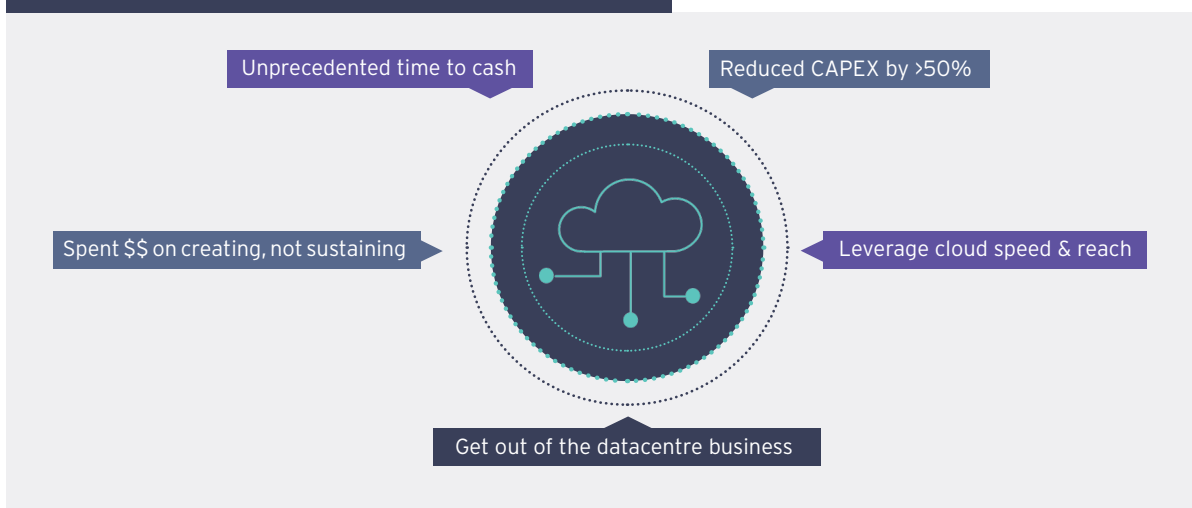 Unprecedented time to cash
Reduced CAPEX by >50%
Spent $$ on creating, not sustaining
Leverage cloud speed & reach
Get out of the datacentre business